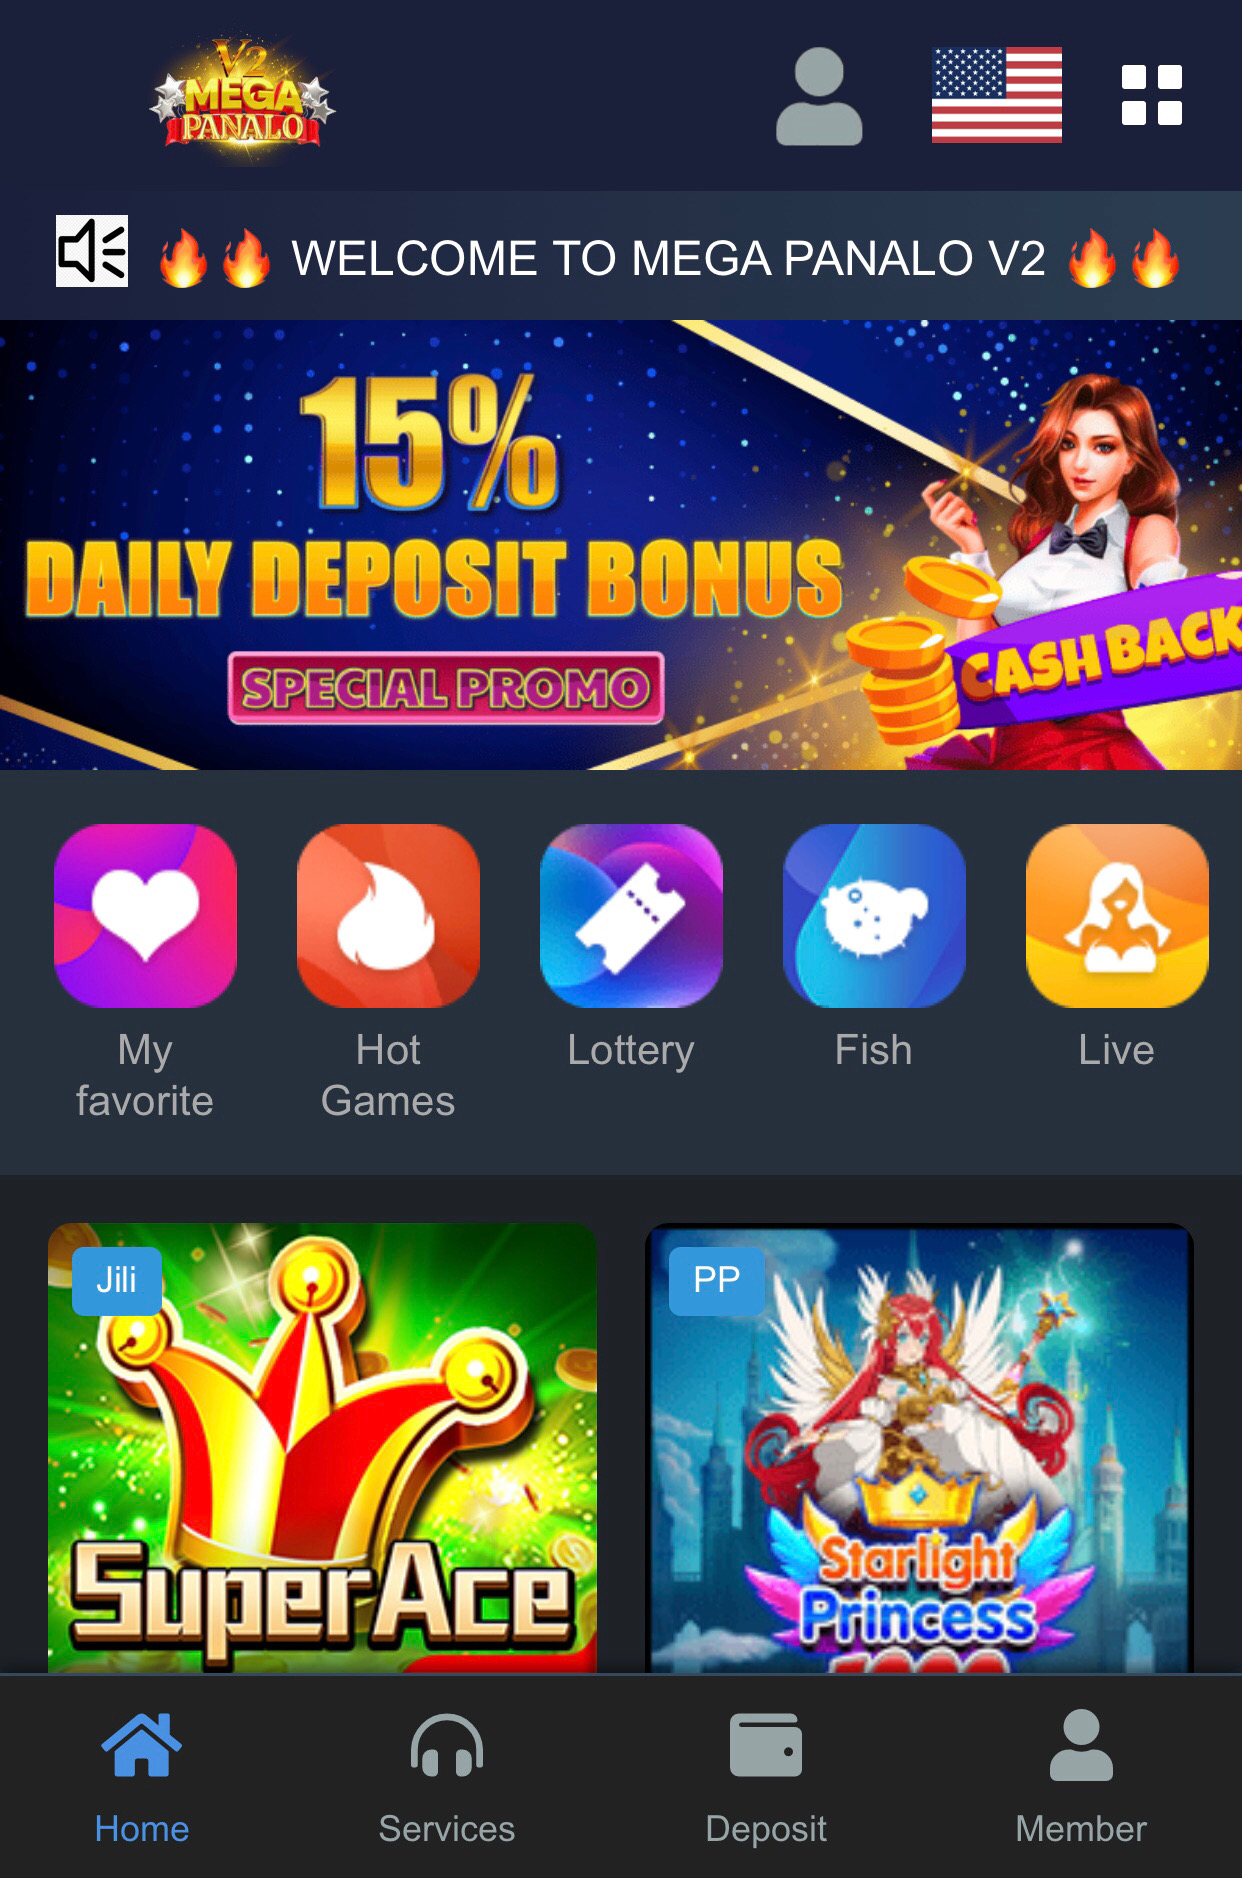 V2
MEGA
PANALO
🔥🔥 WELCOME TO MEGA PANALO V2 🔥🔥
15%
DAILY DEPOSIT BONUS
SPECIAL PROMO
CASH BACK
My
favorite
Hot
Games
Lottery
Fish
Live
Jili
SuperAce
PP
Starlight
Princess
Home
Services
Deposit
Member